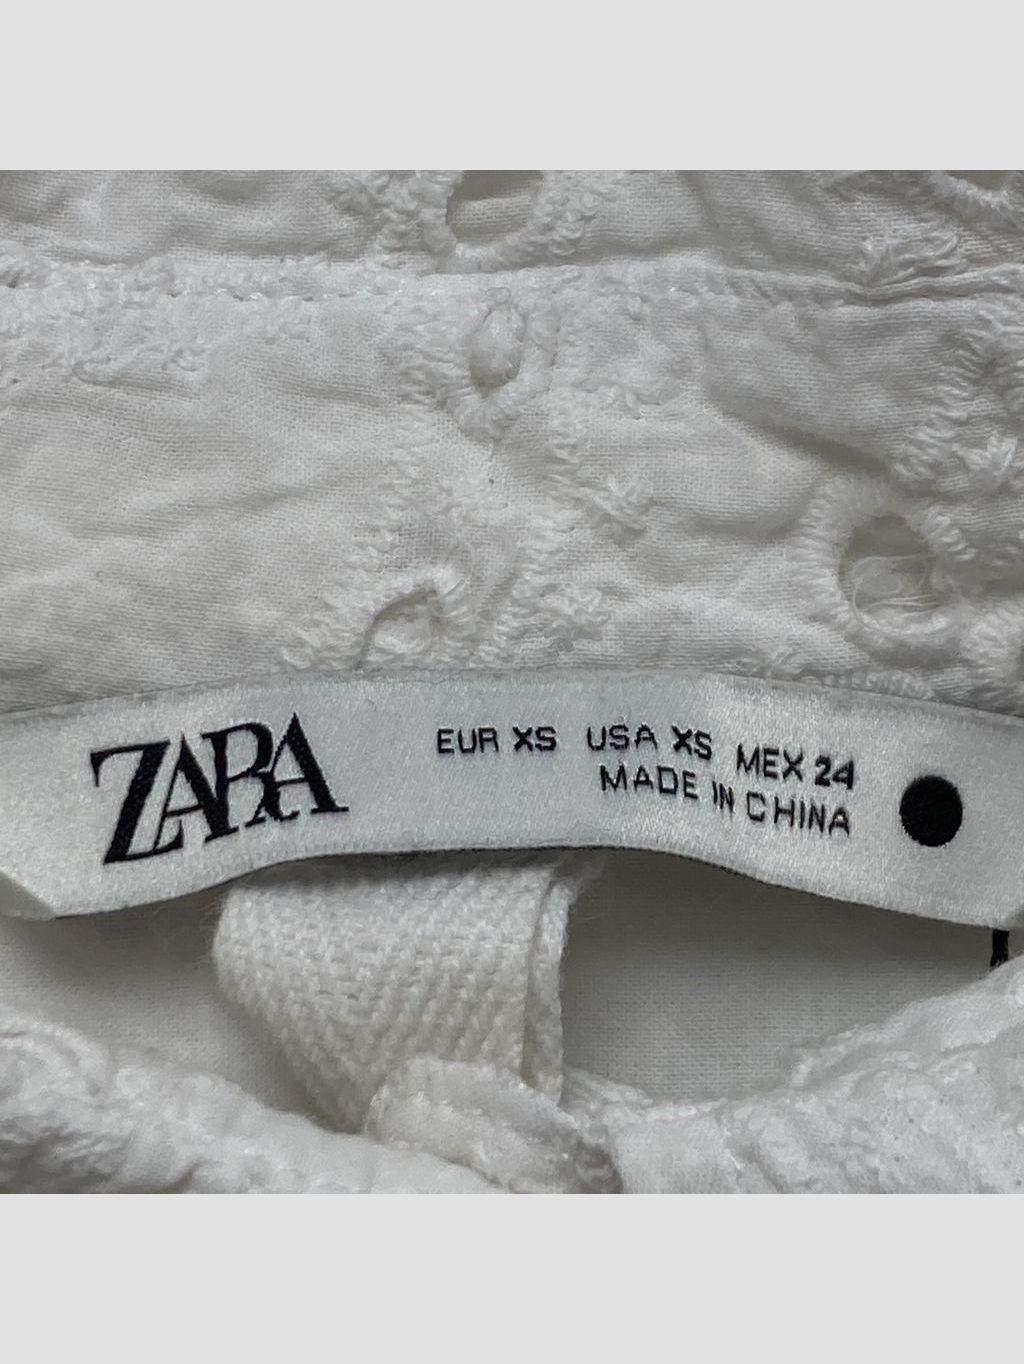 ZARA
EUR XS USA XS MEX 24
MADE IN CHINA